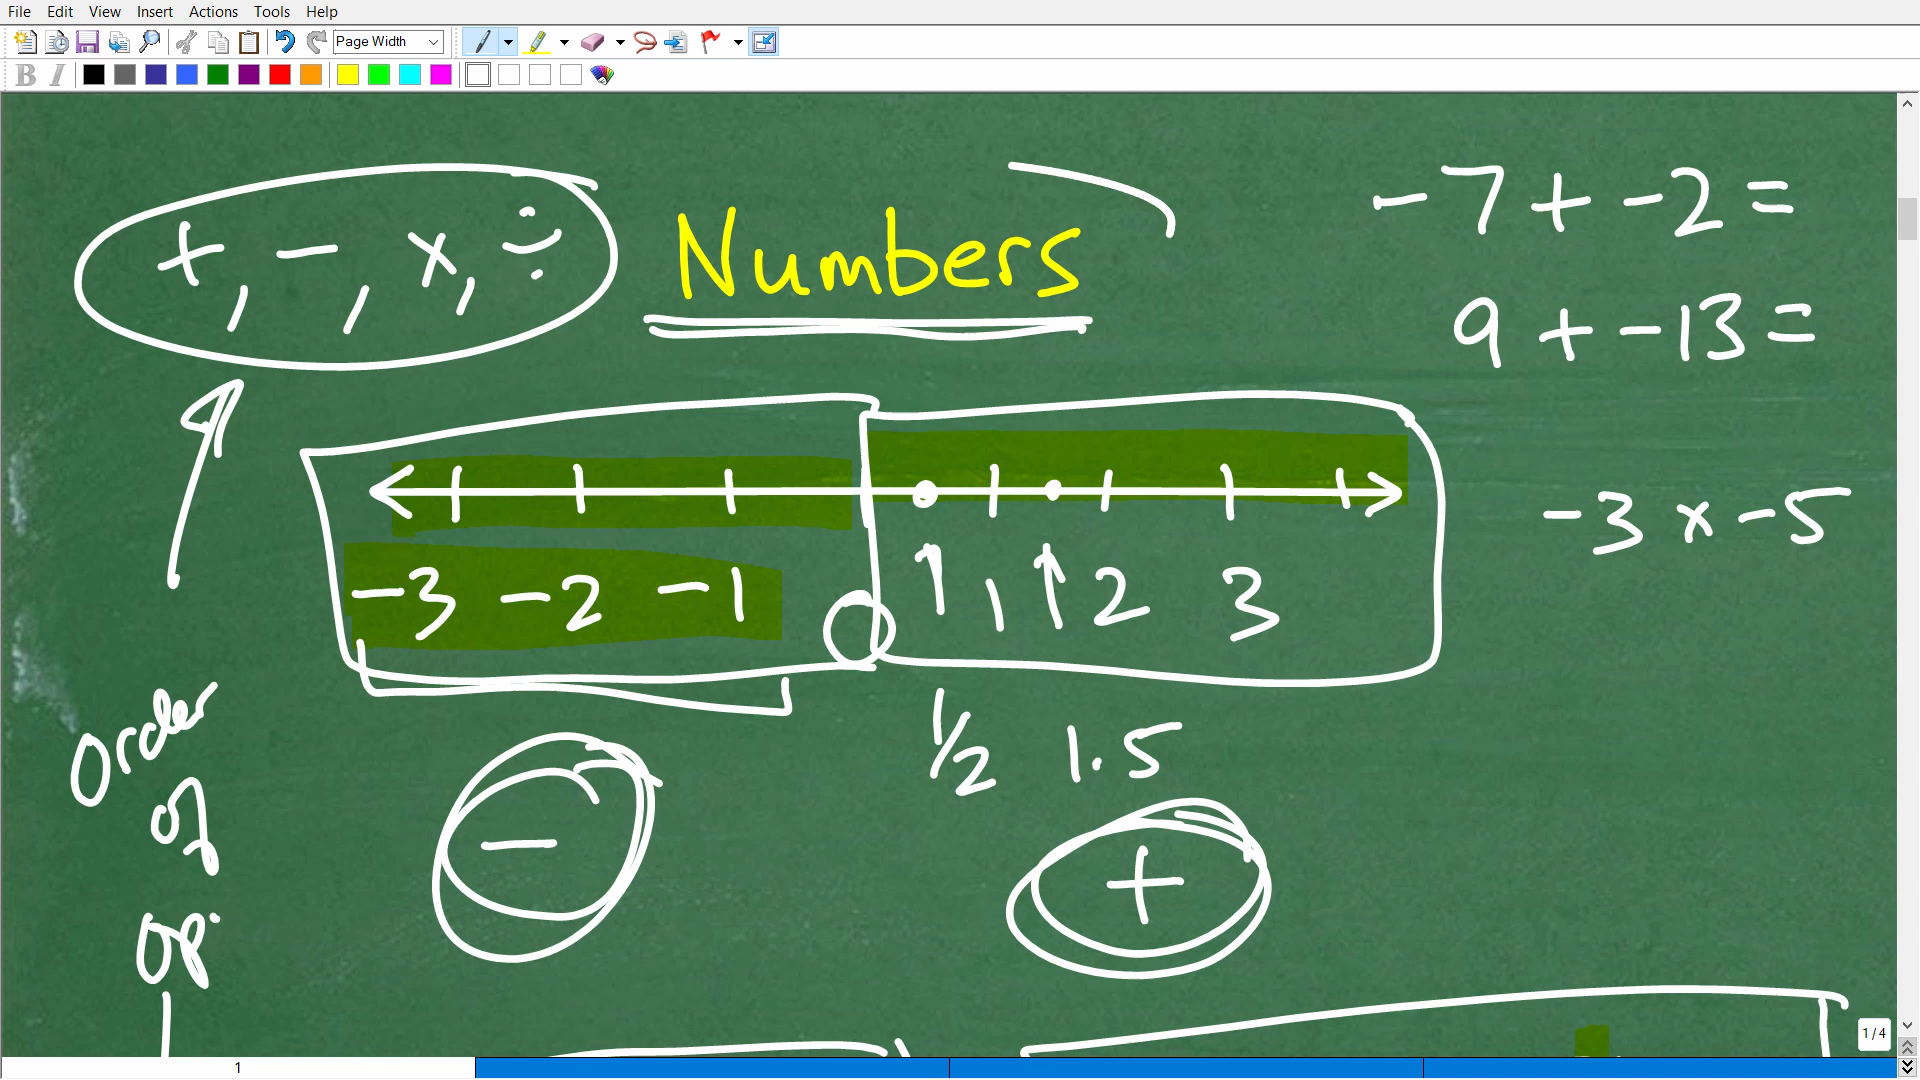 File Edit View Insert Actions Tools Help
Page Width
B I
+, −, ×, ÷
Numbers
-7 + -2 =
9 + -13 =
-3 × -5
-3 -2 -1 0 1 2 3
1/2 1.5
− +
Order
of
op.
1/4
1